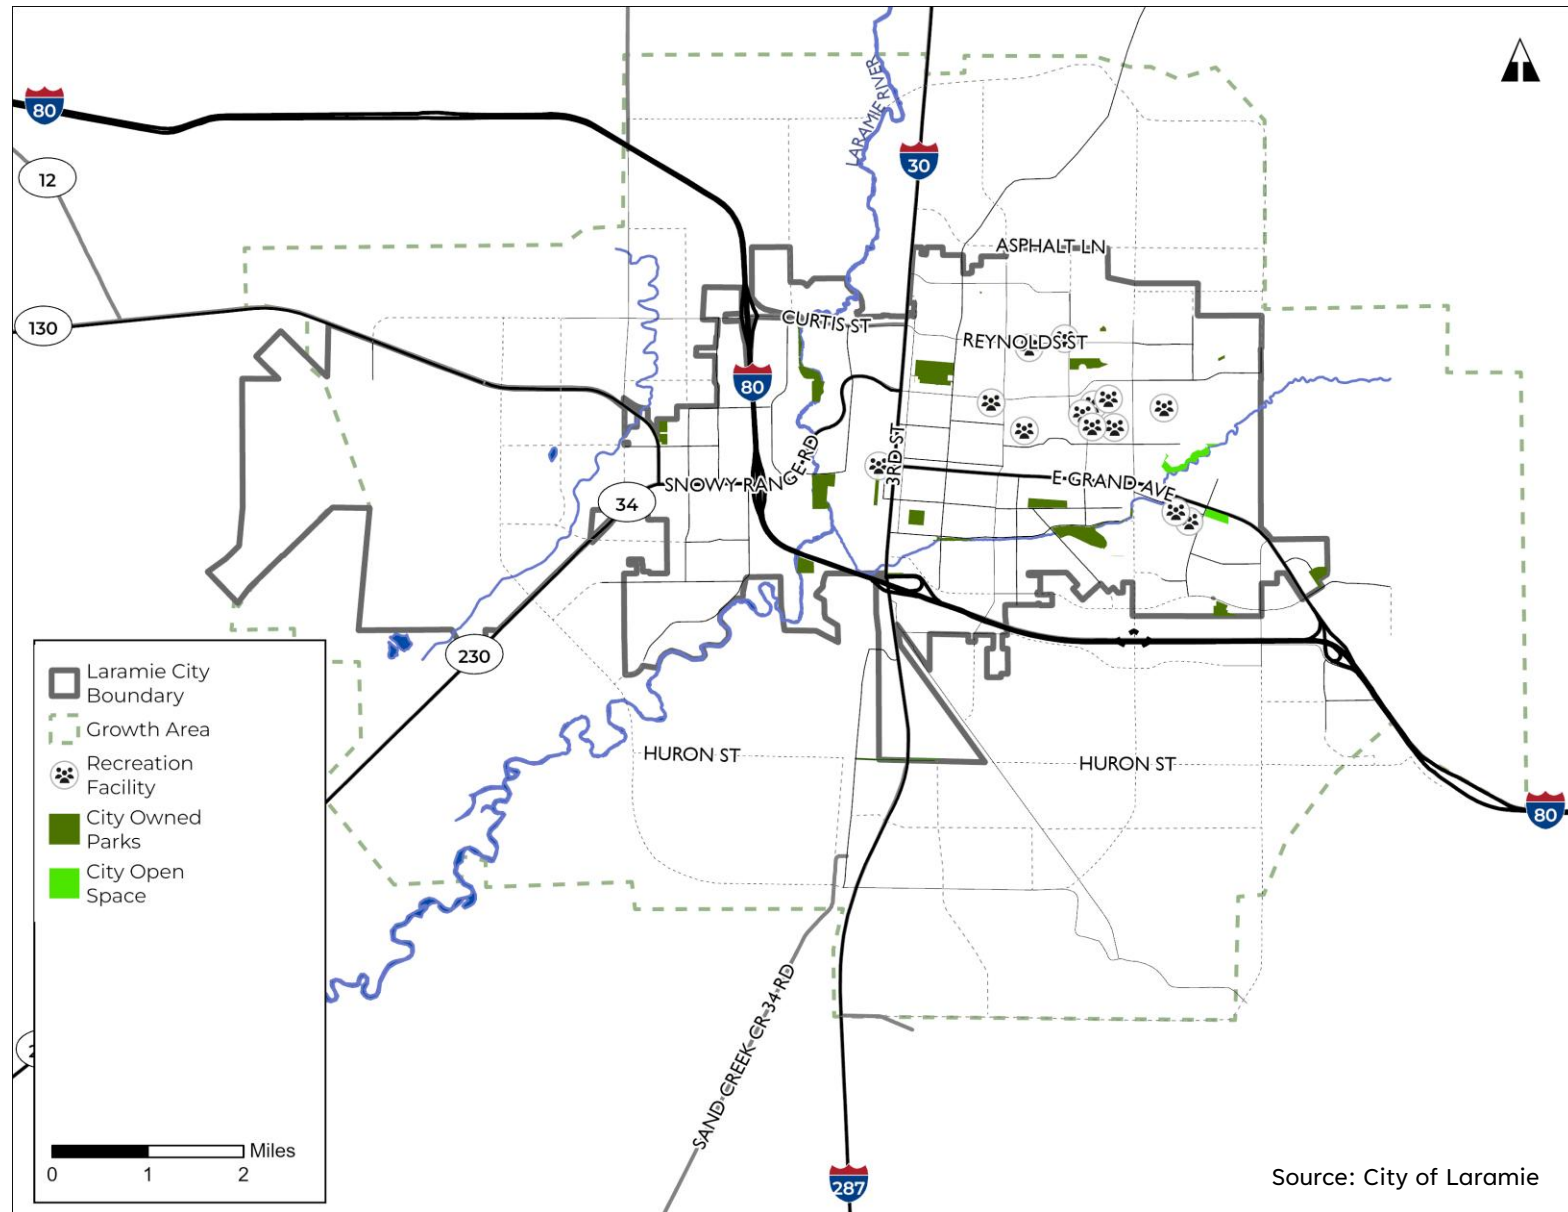 80
LARAMIE RIVER
30
12
ASPHALT LN
130
CURTIS ST
REYNOLDS ST
80
3RD ST
SNOWY RANGE RD
E GRAND AVE
34
230
HURON ST
HURON ST
80
SAND CREEK-CR-34-RD
287
Laramie City
Boundary
Growth Area
Recreation
Facility
City Owned
Parks
City Open
Space
Miles
0 1 2
Source: City of Laramie